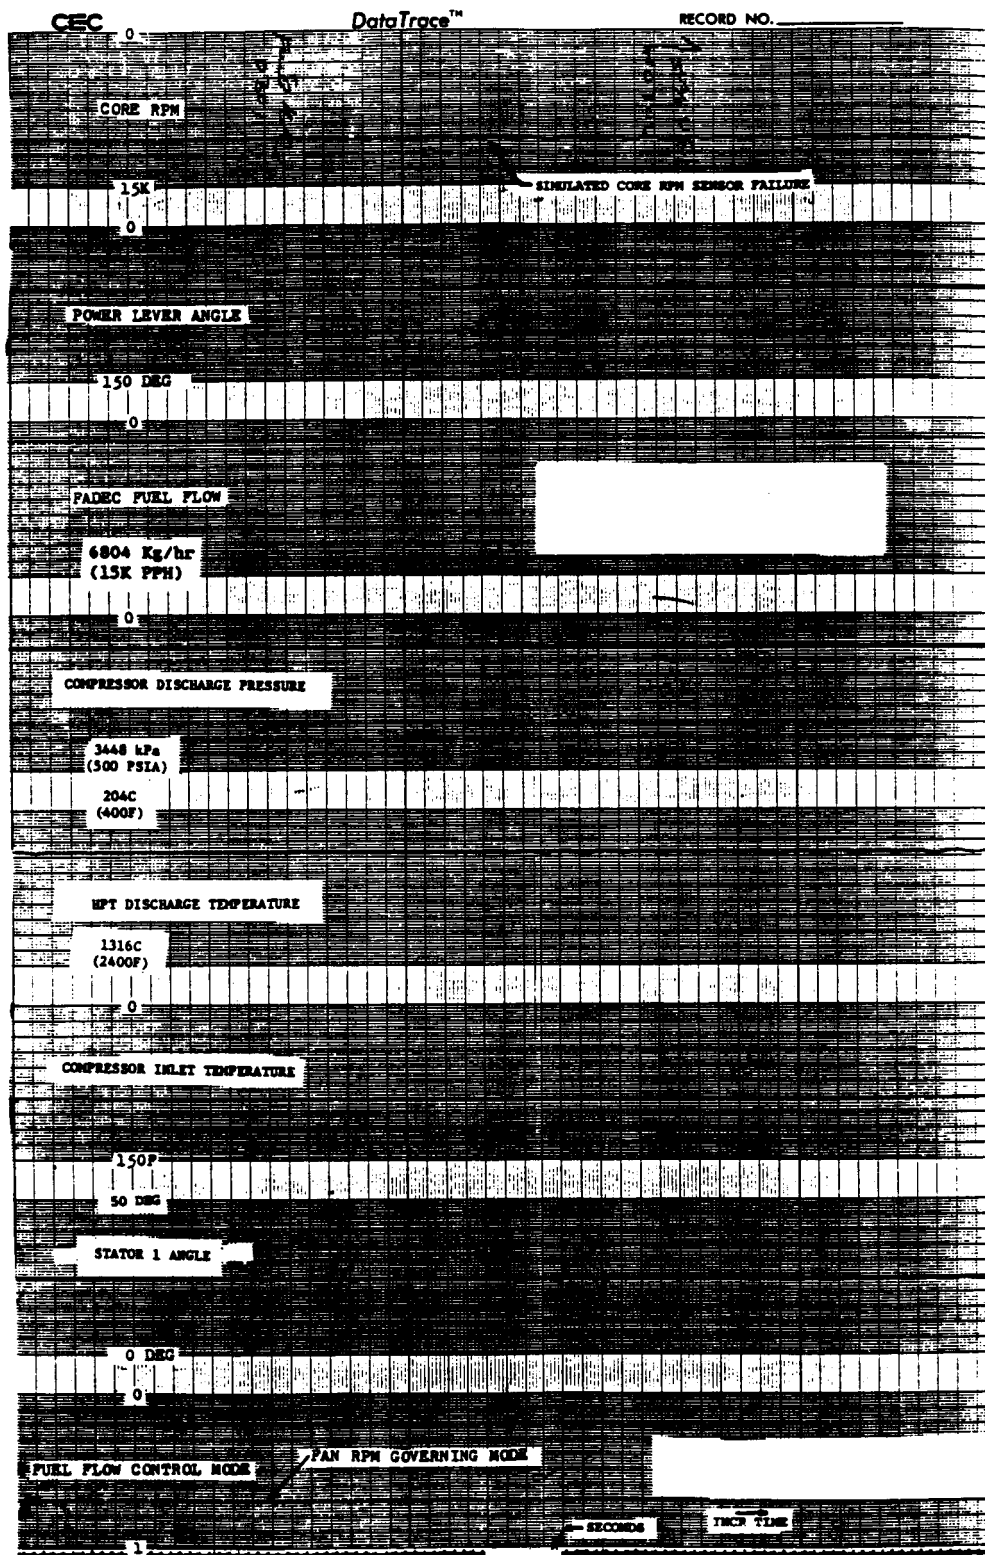 CEC
DataTrace™
RECORD NO.
0
CORE RPM
SIMULATED CORE RPM SENSOR FAILURE
15K
0
POWER LEVER ANGLE
150 DEG
0
FADEC FUEL FLOW
6804 Kg/hr
(15K PPH)
0
COMPRESSOR DISCHARGE PRESSURE
3448 kPa
(500 PSIA)
204C
(400F)
HPT DISCHARGE TEMPERATURE
1316C
(2400F)
0
COMPRESSOR INLET TEMPERATURE
150F
50 DEG
STATOR 1 ANGLE
0 DEG
0
FAN RPM GOVERNING MODE
FUEL FLOW CONTROL MODE
INCR TIME
SECONDS
1